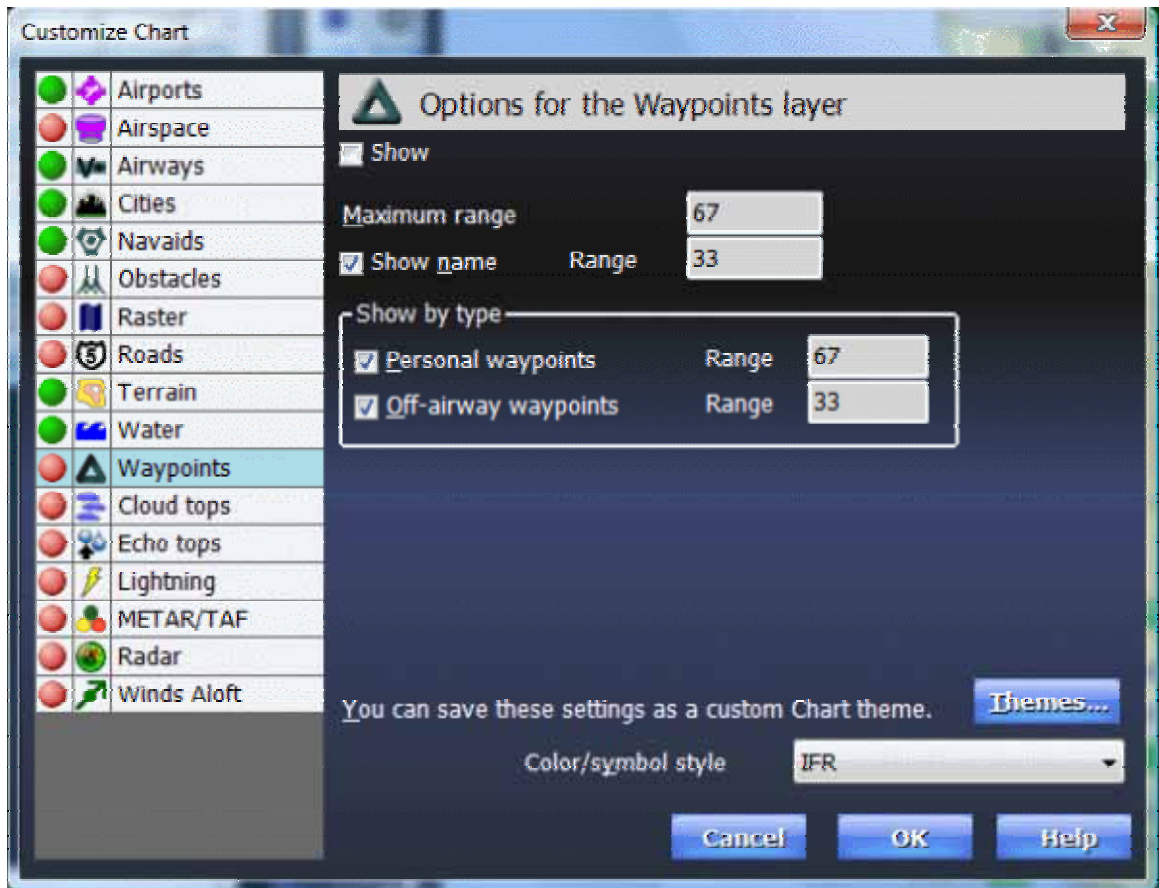 Customize Chart
X
Airports
Airspace
Airways
Cities
Navaids
Obstacles
Raster
5
Roads
Terrain
Water
Waypoints
Cloud tops
Echo tops
Lightning
METAR/TAF
Radar
Winds Aloft
Options for the Waypoints layer
Show
Maximum range 67
Show name Range 33
Show by type
Personal waypoints Range 67
Off-airway waypoints Range 33
You can save these settings as a custom Chart theme. Themes...
Color/symbol style IFR
Cancel OK Help